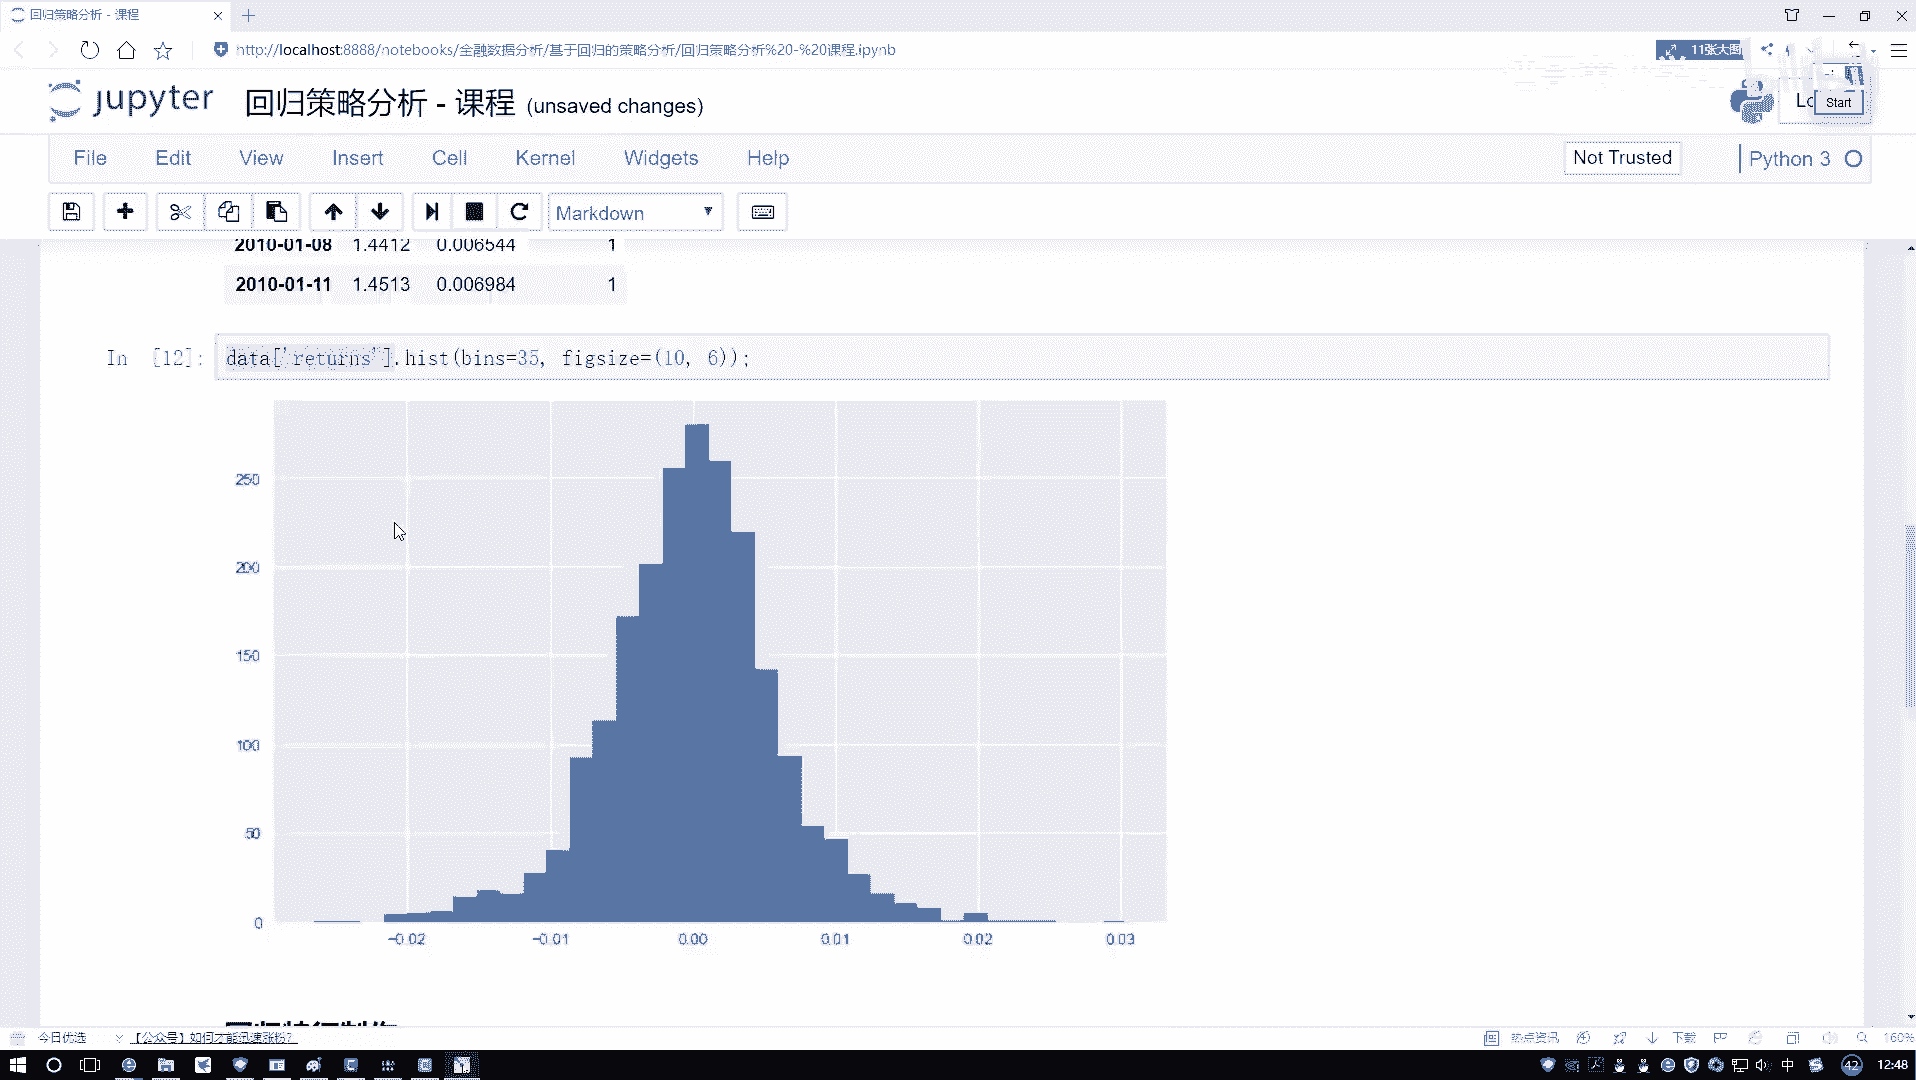 回归策略分析 - 课程
http://localhost:8888/notebooks/金融数据分析/基于回归的策略分析/回归策略分析%20-%20课程.ipynb
11张大图
jupyter 回归策略分析 - 课程 (unsaved changes)
Start
File Edit View Insert Cell Kernel Widgets Help
Not Trusted
Python 3
Markdown
2010-01-08 1.4412 0.006544 1
2010-01-11 1.4513 0.006984 1
In [12]: data['returns'].hist(bins=35, figsize=(10, 6));
250
200
150
100
50
0
−0.02 −0.01 0.00 0.01 0.02 0.03
今日优选 【公众号】如何才能迅速涨粉? 热点资讯 下载 160%
中 42 12:48